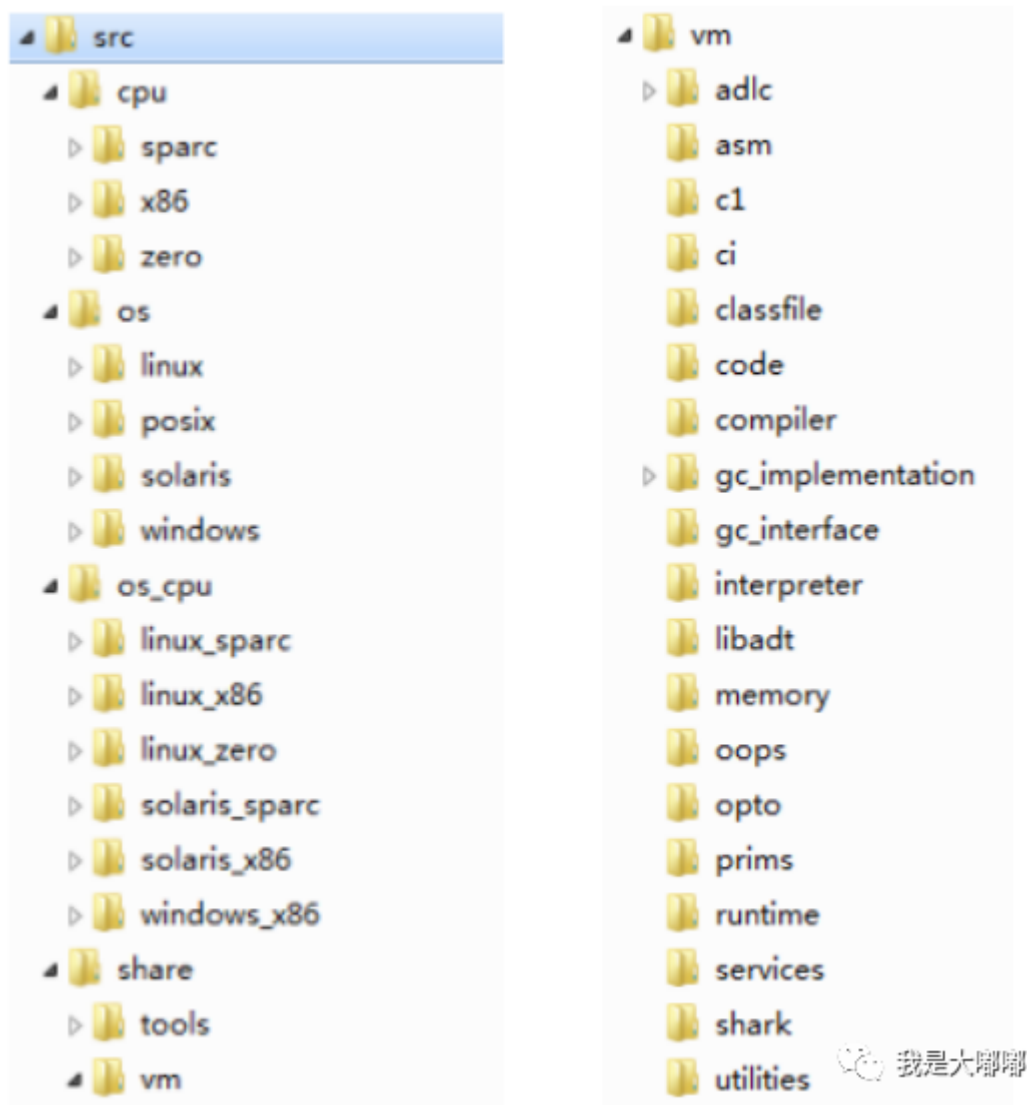 src
cpu
sparc
x86
zero
os
linux
posix
solaris
windows
os_cpu
linux_sparc
linux_x86
linux_zero
solaris_sparc
solaris_x86
windows_x86
share
tools
vm
vm
adlc
asm
c1
ci
classfile
code
compiler
gc_implementation
gc_interface
interpreter
libadt
memory
oops
opto
prims
runtime
services
shark
utilities
我是大嘟嘟